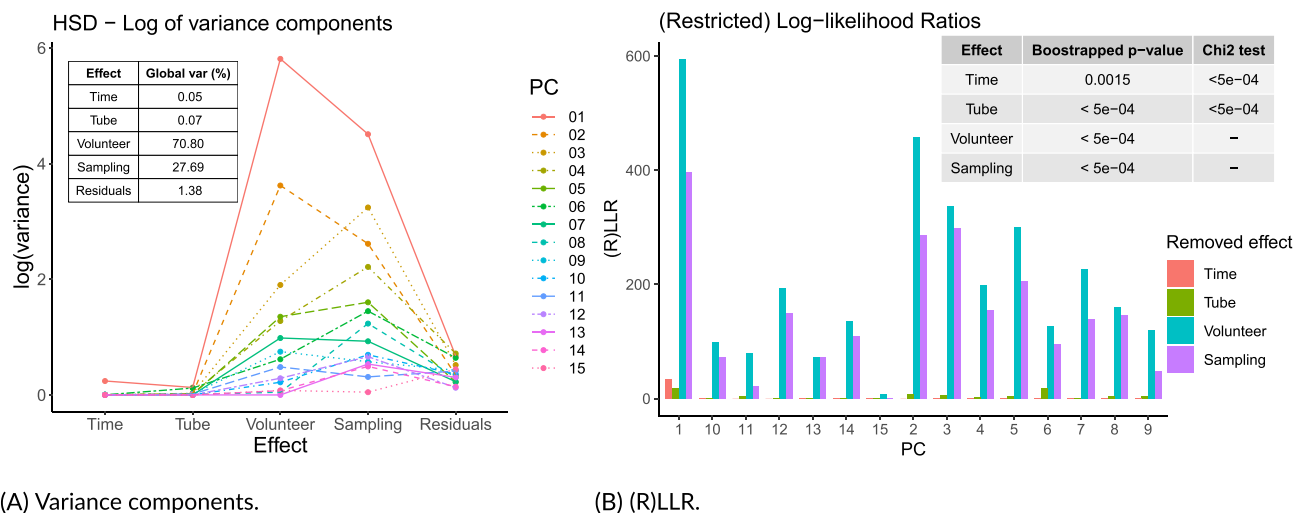 HSD − Log of variance components
6
4
2
0
log(variance)
Effect Global var (%)
Time 0.05
Tube 0.07
Volunteer 70.80
Sampling 27.69
Residuals 1.38
Time Tube Volunteer Sampling Residuals
Effect
PC
01
02
03
04
05
06
07
08
09
10
11
12
13
14
15
(A) Variance components.
(Restricted) Log−likelihood Ratios
600
400
200
0
(R)LLR
Effect Boostrapped p−value Chi2 test
Time 0.0015 <5e−04
Tube < 5e−04 <5e−04
Volunteer < 5e−04 −
Sampling < 5e−04 −
1 10 11 12 13 14 15 2 3 4 5 6 7 8 9
PC
Removed effect
Time
Tube
Volunteer
Sampling
(B) (R)LLR.